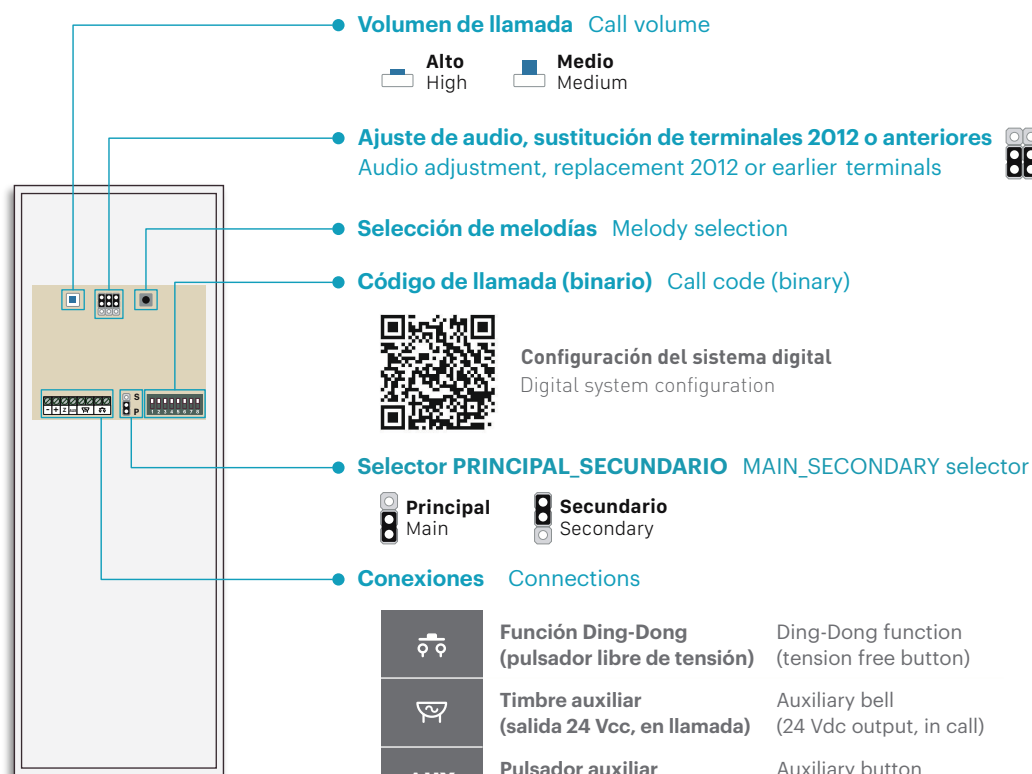 Volumen de llamada Call volume
Alto Medio
High Medium
Ajuste de audio, sustitución de terminales 2012 o anteriores
Audio adjustment, replacement 2012 or earlier terminals
Selección de melodías Melody selection
Código de llamada (binario) Call code (binary)
Configuración del sistema digital
Digital system configuration
S
P
- + Z
1 2 3 4 5 6 7 8
Selector PRINCIPAL_SECUNDARIO MAIN_SECONDARY selector
Principal Secundario
Main Secondary
Conexiones Connections
Función Ding-Dong Ding-Dong function
(pulsador libre de tensión) (tension free button)
Timbre auxiliar Auxiliary bell
(salida 24 Vcc, en llamada) (24 Vdc output, in call)
Pulsador auxiliar Auxiliary button